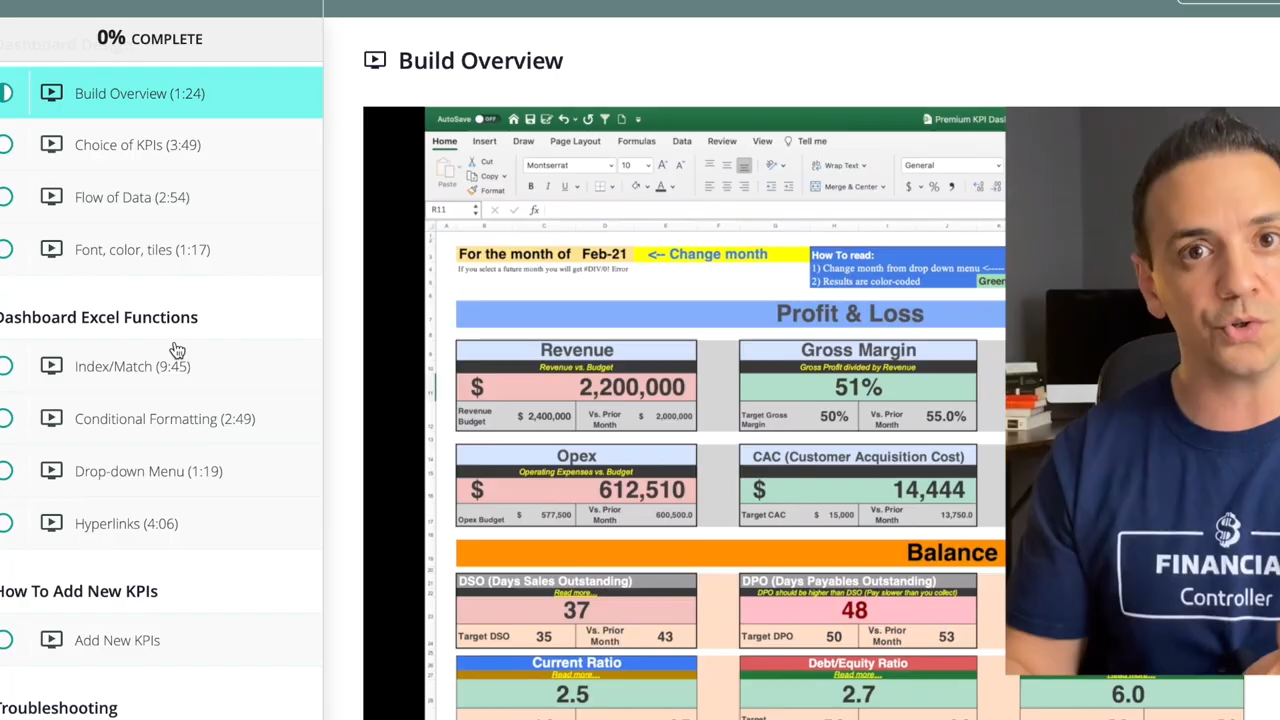 0% COMPLETE
Build Overview (1:24)
Choice of KPIs (3:49)
Flow of Data (2:54)
Font, color, tiles (1:17)
Dashboard Excel Functions
Index/Match (9:45)
Conditional Formatting (2:49)
Drop-down Menu (1:19)
Hyperlinks (4:06)
How To Add New KPIs
Add New KPIs
Troubleshooting
Build Overview
AutoSave OFF
Premium KPI Das
Home Insert Draw Page Layout Formulas Data Review View Tell me
Paste
Cut
Copy
Format
Montserrat 10
Wrap Text
Merge & Center
General
R11 fx
For the month of Feb-21 <-- Change month
If you select a future month you will get #DIV/0! Error
How To read:
1) Change month from drop down menu <-----
2) Results are color-coded Green
Profit & Loss
Revenue
Revenue vs. Budget
$ 2,200,000
Revenue Budget $ 2,400,000 Vs. Prior Month $ 2,000,000
Gross Margin
Gross Profit divided by Revenue
51%
Target Gross Margin 50% Vs. Prior Month 55.0%
Opex
Operating Expenses vs. Budget
$ 612,510
Opex Budget $ 577,500 Vs. Prior Month 600,500.0
CAC (Customer Acquisition Cost)
$ 14,444
Target CAC $ 15,000 Vs. Prior Month 13,750.0
Balance
DSO (Days Sales Outstanding)
Read more...
37
Target DSO 35 Vs. Prior Month 43
DPO (Days Payables Outstanding)
DPO should be higher than DSO (Pay slower than you collect)
48
Target DPO 50 Vs. Prior Month 53
Current Ratio
Read more...
2.5
Debt/Equity Ratio
Read more...
2.7
Target
6.0
FINANCIA
Controller